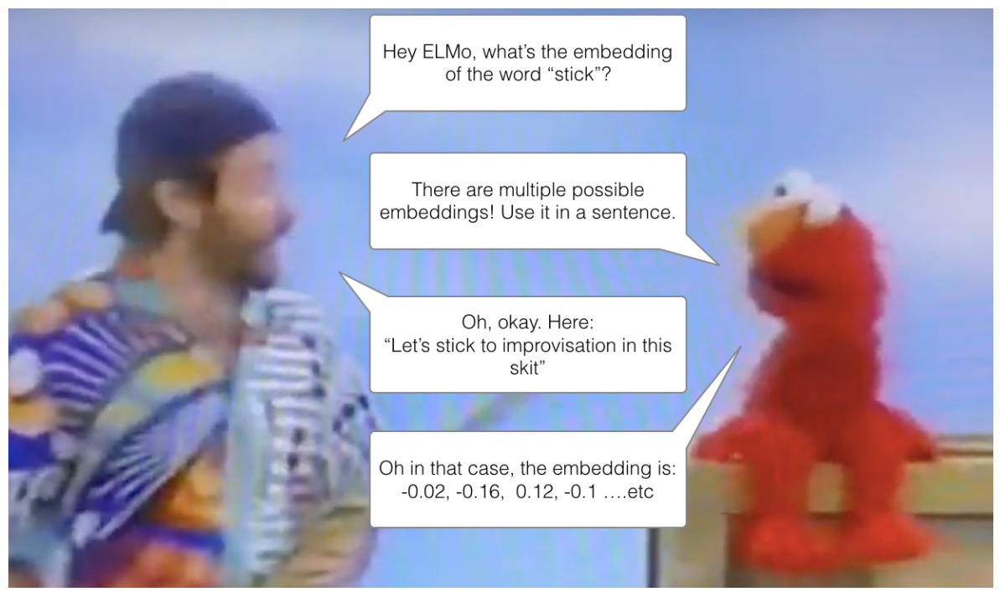 Hey ELMo, what’s the embedding
of the word “stick”?
There are multiple possible
embeddings! Use it in a sentence.
Oh, okay. Here:
“Let’s stick to improvisation in this
skit”
Oh in that case, the embedding is:
-0.02, -0.16,  0.12, -0.1 ….etc